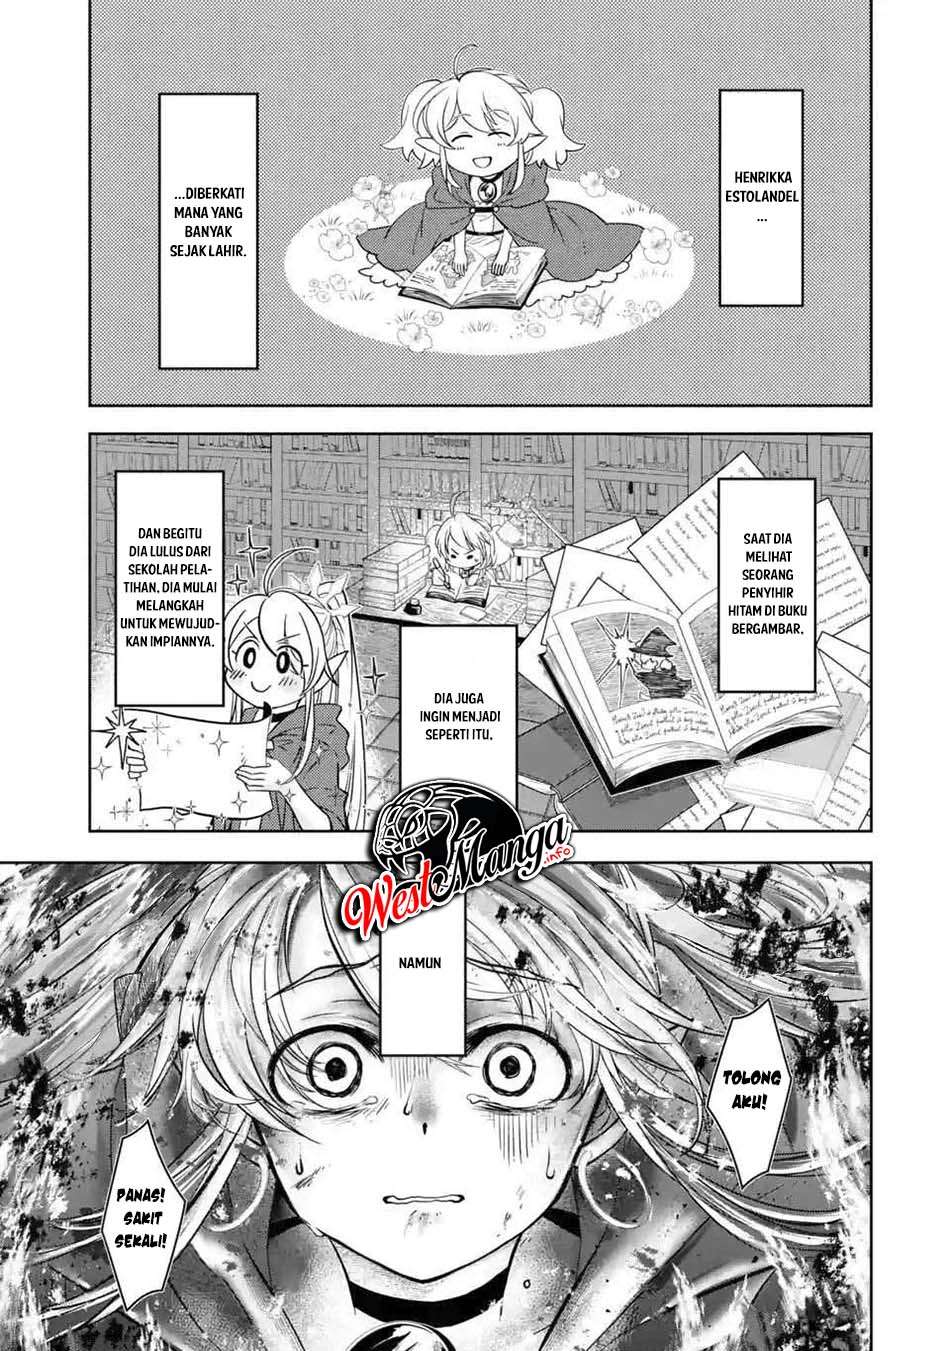 HENRIKKA
ESTOLANDEL
...
...DIBERKATI
MANA YANG
BANYAK
SEJAK LAHIR.
SAAT DIA
MELIHAT
SEORANG
PENYIHIR
HITAM DI BUKU
BERGAMBAR,
DIA JUGA
INGIN MENJADI
SEPERTI ITU.
DAN BEGITU
DIA LULUS DARI
SEKOLAH PELA-
TIHAN, DIA MULAI
MELANGKAH
UNTUK MEWUJUD-
KAN IMPIANNYA.
WestManga
.info
NAMUN
TOLONG
AKU!
PANAS!
SAKIT
SEKALI!